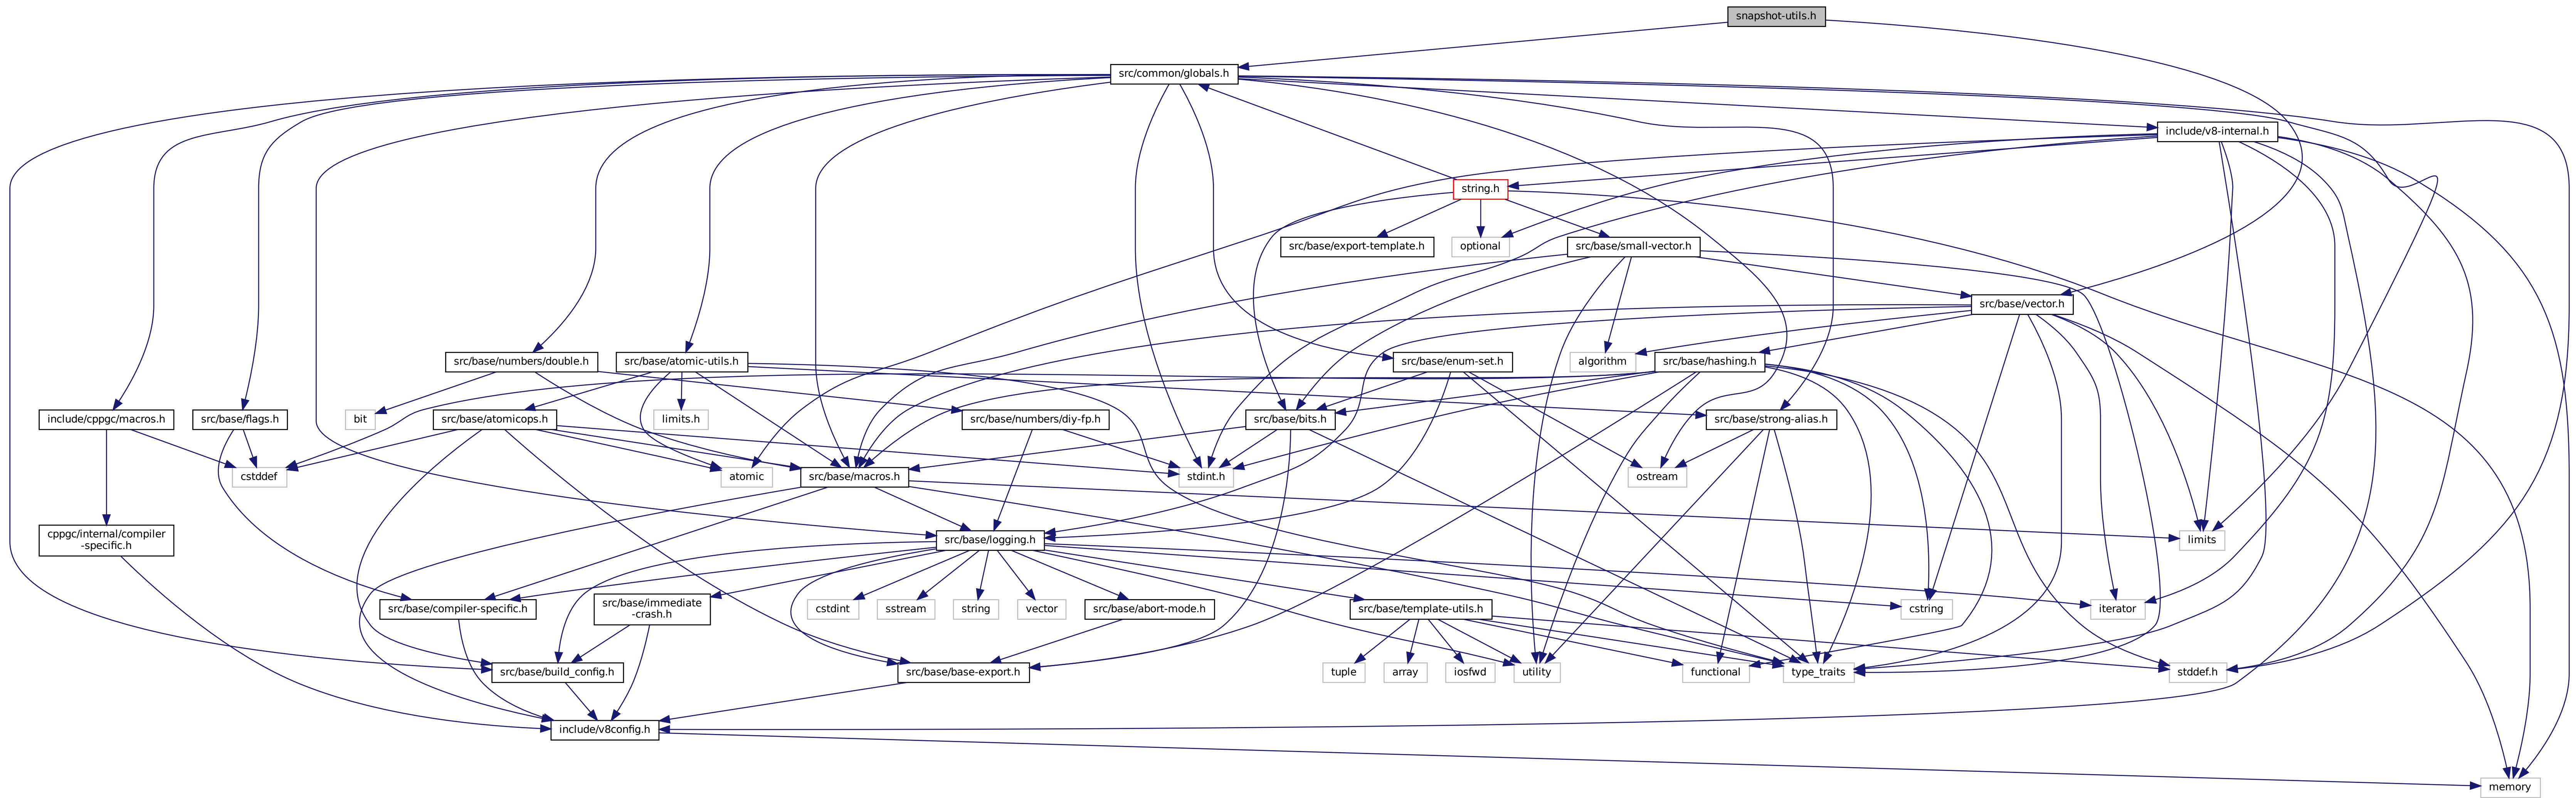 snapshot-utils.h
src/common/globals.h
include/v8-internal.h
string.h
src/base/export-template.h
optional
src/base/small-vector.h
src/base/vector.h
src/base/numbers/double.h
src/base/atomic-utils.h
src/base/enum-set.h
algorithm
src/base/hashing.h
include/cppgc/macros.h
src/base/flags.h
bit
src/base/atomicops.h
limits.h
src/base/numbers/diy-fp.h
src/base/bits.h
src/base/strong-alias.h
cstddef
atomic
src/base/macros.h
stdint.h
ostream
cppgc/internal/compiler
-specific.h
src/base/logging.h
limits
src/base/compiler-specific.h
src/base/immediate
-crash.h
cstdint
sstream
string
vector
src/base/abort-mode.h
src/base/template-utils.h
cstring
iterator
src/base/build_config.h
src/base/base-export.h
tuple
array
iosfwd
utility
functional
type_traits
stddef.h
include/v8config.h
memory